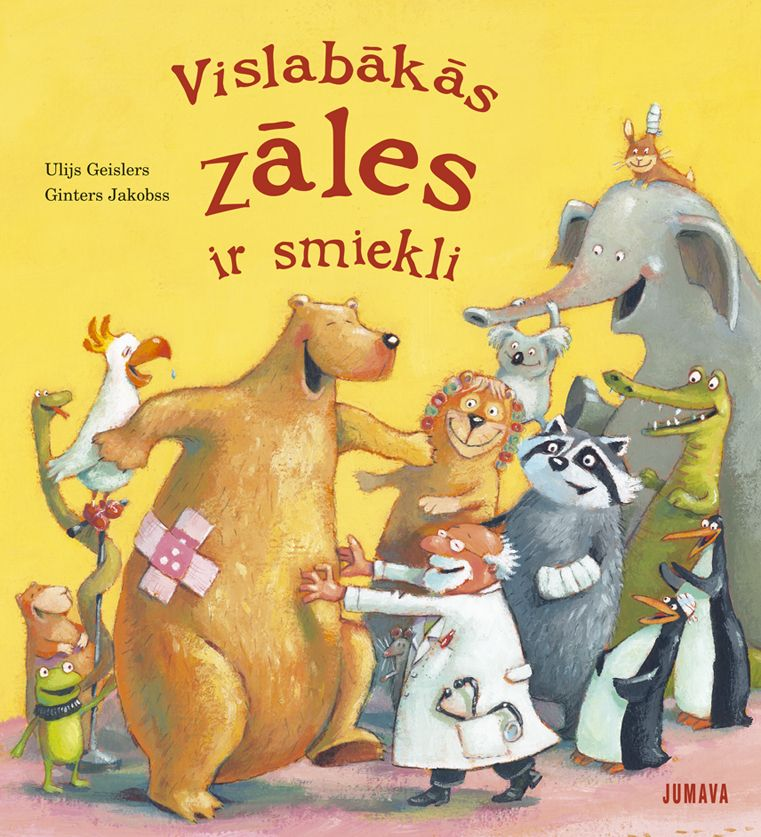 Vislabākās
zāles
ir smiekli
Ulijs Geislers
Ginters Jakobss
JUMAVA